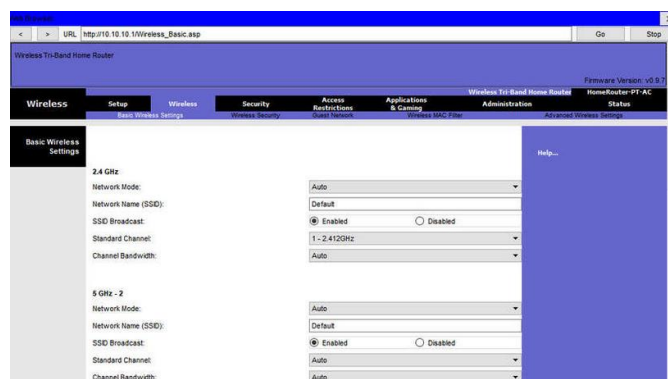 < > URL http://10.10.10.1/Wireless_Basic.asp Go Stop
Wireless Tri-Band Home Router
Firmware Version: v0.9.7
Wireless Tri-Band Home Router HomeRouter-PT-AC
Wireless Setup Wireless Security Access Restrictions Applications & Gaming Administration Status
Basic Wireless Settings Wireless Security Guest Network Wireless MAC Filter Advanced Wireless Settings
Basic Wireless Settings
Help...
2.4 GHz
Network Mode: Auto
Network Name (SSID): Default
SSID Broadcast: Enabled Disabled
Standard Channel: 1 - 2.412GHz
Channel Bandwidth: Auto
5 GHz - 2
Network Mode: Auto
Network Name (SSID): Default
SSID Broadcast: Enabled Disabled
Standard Channel: Auto
Channel Bandwidth: Auto